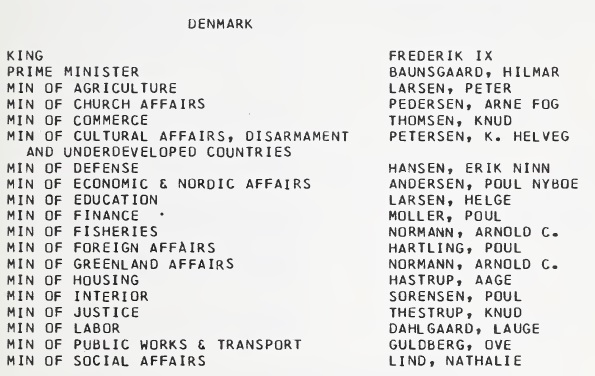 DENMARK
KING FREDERIK IX
PRIME MINISTER BAUNSGAARD, HILMAR
MIN OF AGRICULTURE LARSEN, PETER
MIN OF CHURCH AFFAIRS PEDERSEN, ARNE FOG
MIN OF COMMERCE THOMSEN, KNUD
MIN OF CULTURAL AFFAIRS, DISARMAMENT PETERSEN, K. HELVEG
AND UNDERDEVELOPED COUNTRIES
MIN OF DEFENSE HANSEN, ERIK NINN
MIN OF ECONOMIC & NORDIC AFFAIRS ANDERSEN, POUL NYBOE
MIN OF EDUCATION LARSEN, HELGE
MIN OF FINANCE MOLLER, POUL
MIN OF FISHERIES NORMANN, ARNOLD C.
MIN OF FOREIGN AFFAIRS HARTLING, POUL
MIN OF GREENLAND AFFAIRS NORMANN, ARNOLD C.
MIN OF HOUSING HASTRUP, AAGE
MIN OF INTERIOR SORENSEN, POUL
MIN OF JUSTICE THESTRUP, KNUD
MIN OF LABOR DAHLGAARD, LAUGE
MIN OF PUBLIC WORKS & TRANSPORT GULDBERG, OVE
MIN OF SOCIAL AFFAIRS LIND, NATHALIE